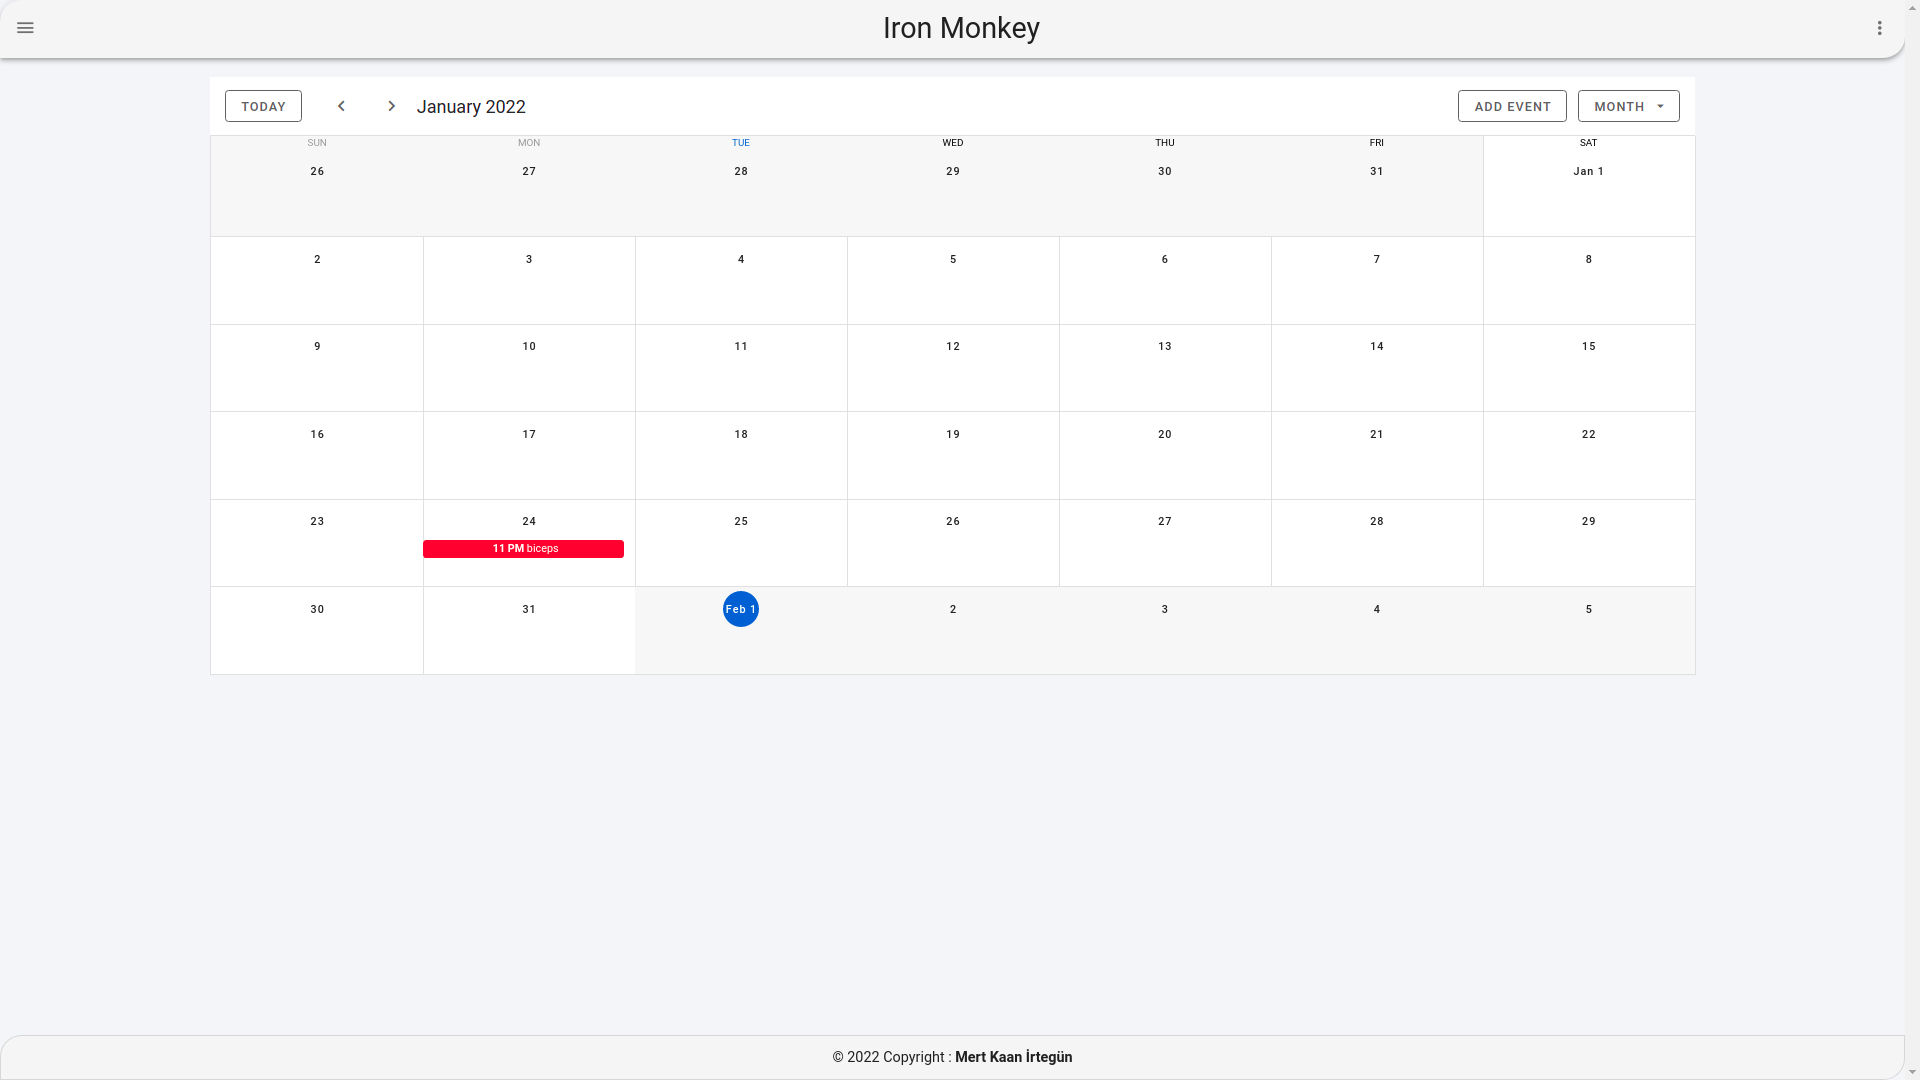 Iron Monkey
TODAY January 2022 ADD EVENT MONTH
SUN MON TUE WED THU FRI SAT
26 27 28 29 30 31 Jan 1
2 3 4 5 6 7 8
9 10 11 12 13 14 15
16 17 18 19 20 21 22
23 24 25 26 27 28 29
11 PM biceps
30 31 Feb 1 2 3 4 5
© 2022 Copyright : Mert Kaan İrtegün